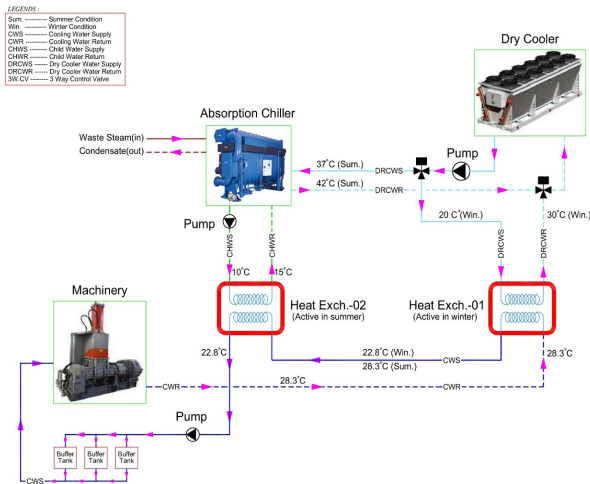 LEGENDS :
Sum. ---------- Summer Condition
Win. ---------- Winter Condition
CWS --------- Cooling Water Supply
CWR --------- Cooling Water Return
CHWS ------- Child Water Supply
CHWR ------- Child Water Return
DRCWS ----- Dry Cooler Water Supply
DRCWR ----- Dry Cooler Water Return
3W.CV ------- 3 Way Control Valve
Dry Cooler
Absorption Chiller
Waste Steam(in)
Condensate(out)
37°C (Sum.)
DRCWS
Pump
42°C (Sum.)
DRCWR
20 C°(Win.)
30°C (Win.)
Pump
CHWS
CHWR
DRCWS
DRCWR
10°C
15°C
Machinery
Heat Exch.-02
(Active in summer)
Heat Exch.-01
(Active in winter)
22.8°C
22.8°C (Win.)
CWS
28.3°C (Sum.)
28.3°C
CWR
28.3°C
CWR
Pump
Buffer
Tank
Buffer
Tank
Buffer
Tank
CWS